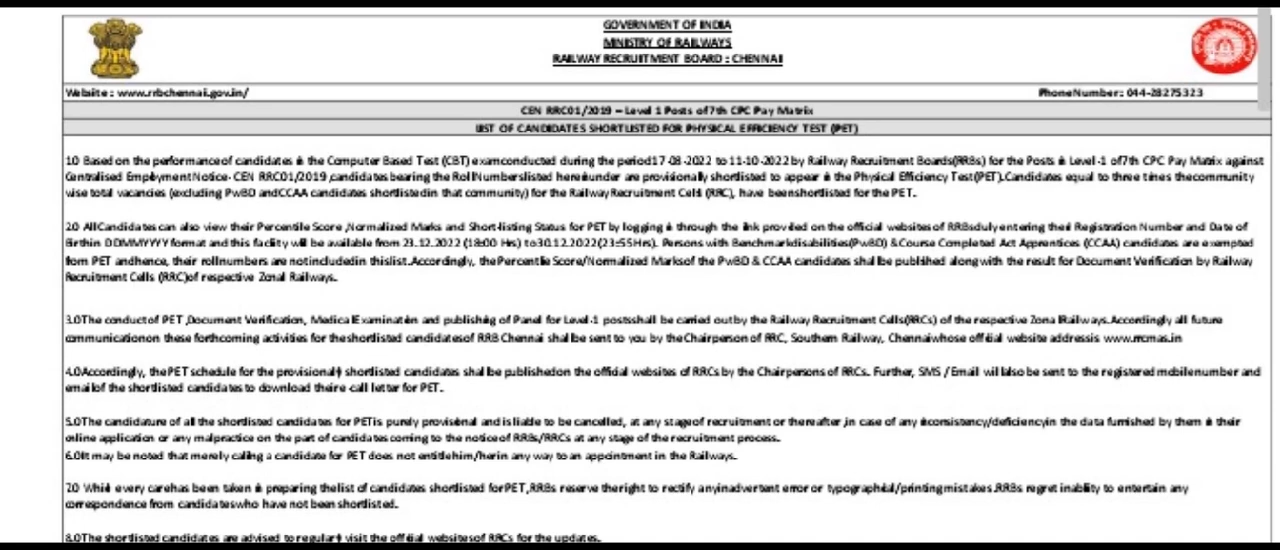 GOVERNMENT OF INDIA
MINISTRY OF RAILWAYS
RAILWAY RECRUITMENT BOARD : CHENNAI
Website : www.rrbchennai.gov.in/ PhoneNumber: 044-28275323
CEN RRC01/2019 – Level 1 Posts of 7th CPC Pay Matrix
LIST OF CANDIDATES SHORTLISTED FOR PHYSICAL EFFICIENCY TEST (PET)
1.0 Based on the performance of candidates in the Computer Based Test (CBT) exam conducted during the period 17-08-2022 to 11-10-2022 by Railway Recruitment Boards(RRBs) for the Posts in Level-1 of 7th CPC Pay Matrix against
Centralised Employment Notice- CEN RRC01/2019 ,candidates bearing the Roll Numbers listed hereinunder are provisionally shortlisted to appear in the Physical Efficiency Test(PET).Candidates equal to three times the community
wise total vacancies (excluding PwBD and CCAA candidates shortlisted in that community) for the Railway Recruitment Cells (RRC), have been shortlisted for the PET.
2.0 All Candidates can also view their Percentile Score ,Normalized Marks and Short-listing Status for PET by logging in through the link provided on the official websites of RRBs duly entering their Registration Number and Date of
Birth in DDMMYYYY format and this facility will be available from 23.12.2022 (18:00 Hrs) to 30.12.2022(23:55Hrs). Persons with Benchmark disabilities(PwBD) & Course Completed Act Apprentices (CCAA) candidates are exempted
from PET and hence, their roll numbers are not included in this list.Accordingly, the Percentile Score/Normalized Marks of the PwBD & CCAA candidates shall be published along with the result for Document Verification by Railway
Recruitment Cells (RRC)of respective Zonal Railways.
3.0The conduct of PET ,Document Verification, Medical Examination and publishing of Panel for Level-1 posts shall be carried out by the Railway Recruitment Cells(RRCs) of the respective Zonal Railways.Accordingly all future
communication on these forthcoming activities for the shortlisted candidates of RRB Chennai shall be sent to you by the Chairperson of RRC, Southern Railway, Chennai whose official website address is www.rrcmas.in
4.0Accordingly, the PET schedule for the provisionally shortlisted candidates shall be published on the official websites of RRCs by the Chairpersons of RRCs. Further, SMS / Email will also be sent to the registered mobile number and
email of the shortlisted candidates to download their e-call letter for PET.
5.0The candidature of all the shortlisted candidates for PET is purely provisional and is liable to be cancelled, at any stage of recruitment or thereafter ,in case of any inconsistency/deficiency in the data furnished by them in their
online application or any malpractice on the part of candidates coming to the notice of RRBs/RRCs at any stage of the recruitment process.
6.0It may be noted that merely calling a candidate for PET does not entitle him/her in any way to an appointment in the Railways.
7.0 While every care has been taken in preparing the list of candidates shortlisted for PET,RRBs reserve the right to rectify any inadvertent error or typographical/printing mistakes.RRBs regret inability to entertain any
correspondence from candidates who have not been shortlisted.
8.0The shortlisted candidates are advised to regularly visit the official websites of RRCs for the updates.